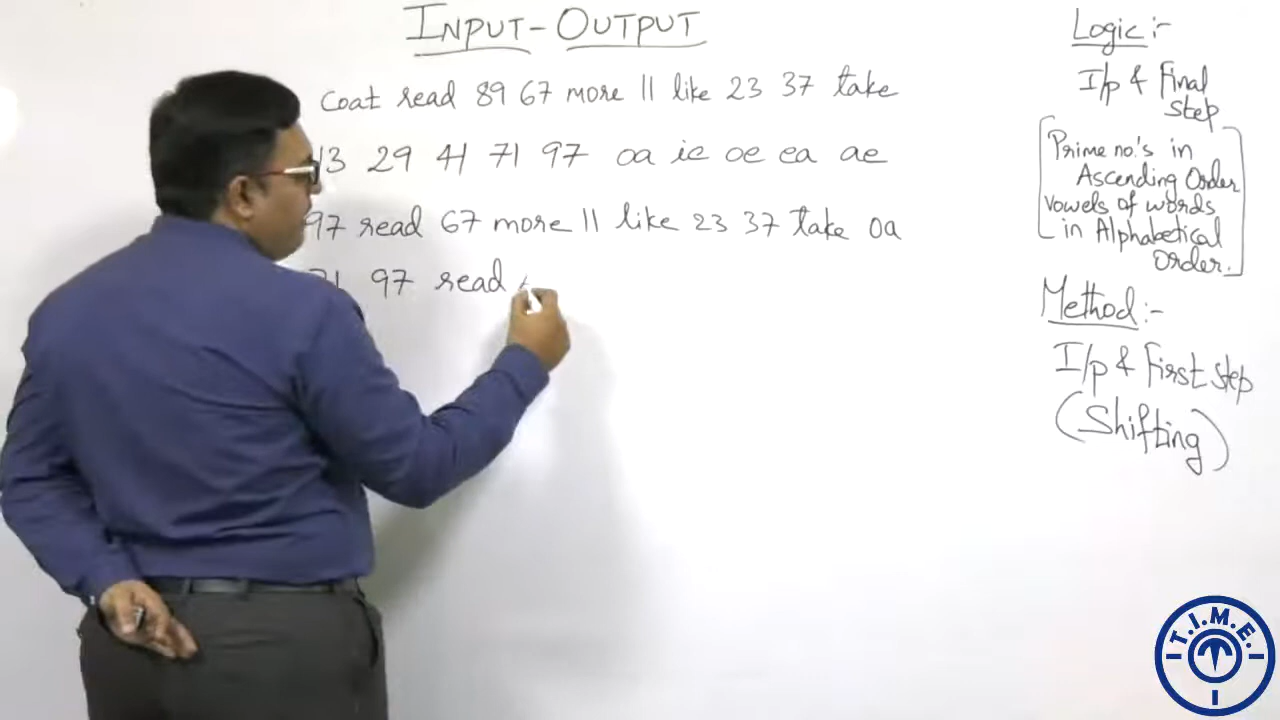 INPUT-OUTPUT
Coat read 89 67 more 11 like 23 37 take
13 29 41 71 97 oa ie oe ea ae
97 read 67 more 11 like 23 37 take oa
71 97 read
Logic:-
I/p & Final
Step
Prime no.'s in
Ascending Order
Vowels of words
in Alphabetical
Order.
Method:-
I/p & First step
(Shifting)
T.I.M.E.